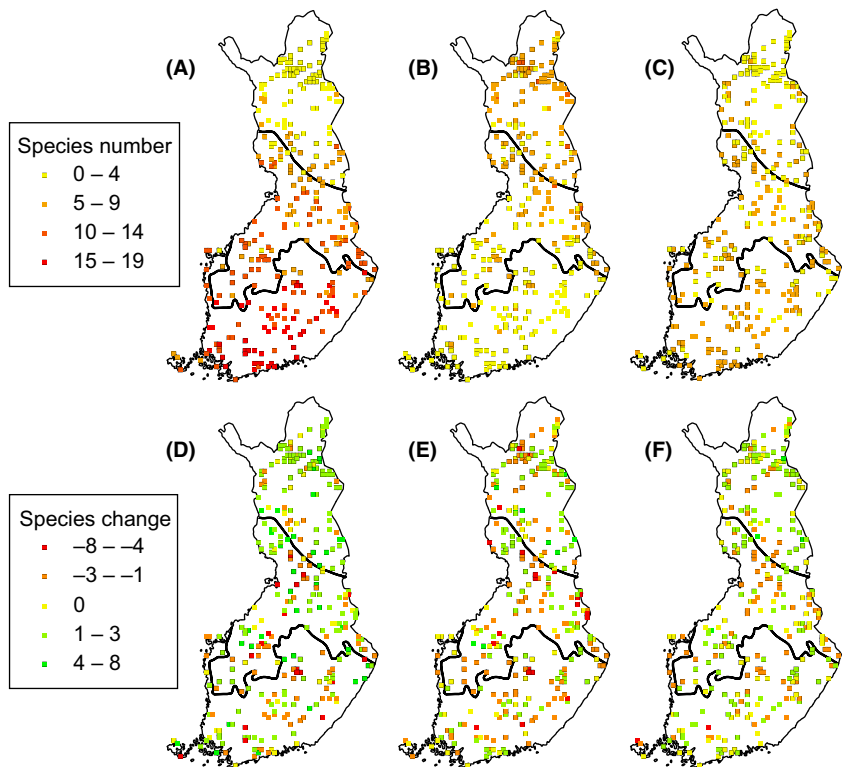 (A)
(B)
(C)
Species number
0 – 4
5 – 9
10 – 14
15 – 19
(D)
(E)
(F)
Species change
–8 – –4
–3 – –1
0
1 – 3
4 – 8